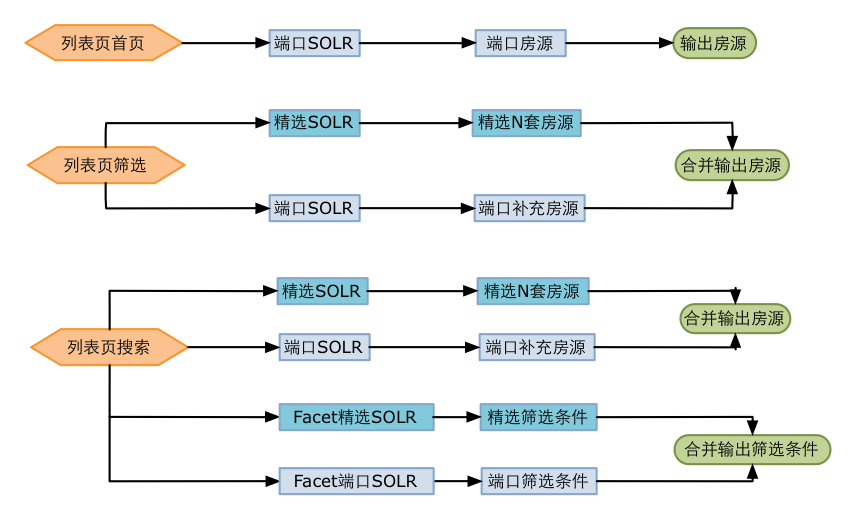 列表页首页
端口SOLR
端口房源
输出房源
精选SOLR
精选N套房源
列表页筛选
合并输出房源
端口SOLR
端口补充房源
精选SOLR
精选N套房源
合并输出房源
列表页搜索
端口SOLR
端口补充房源
Facet精选SOLR
精选筛选条件
合并输出筛选条件
Facet端口SOLR
端口筛选条件